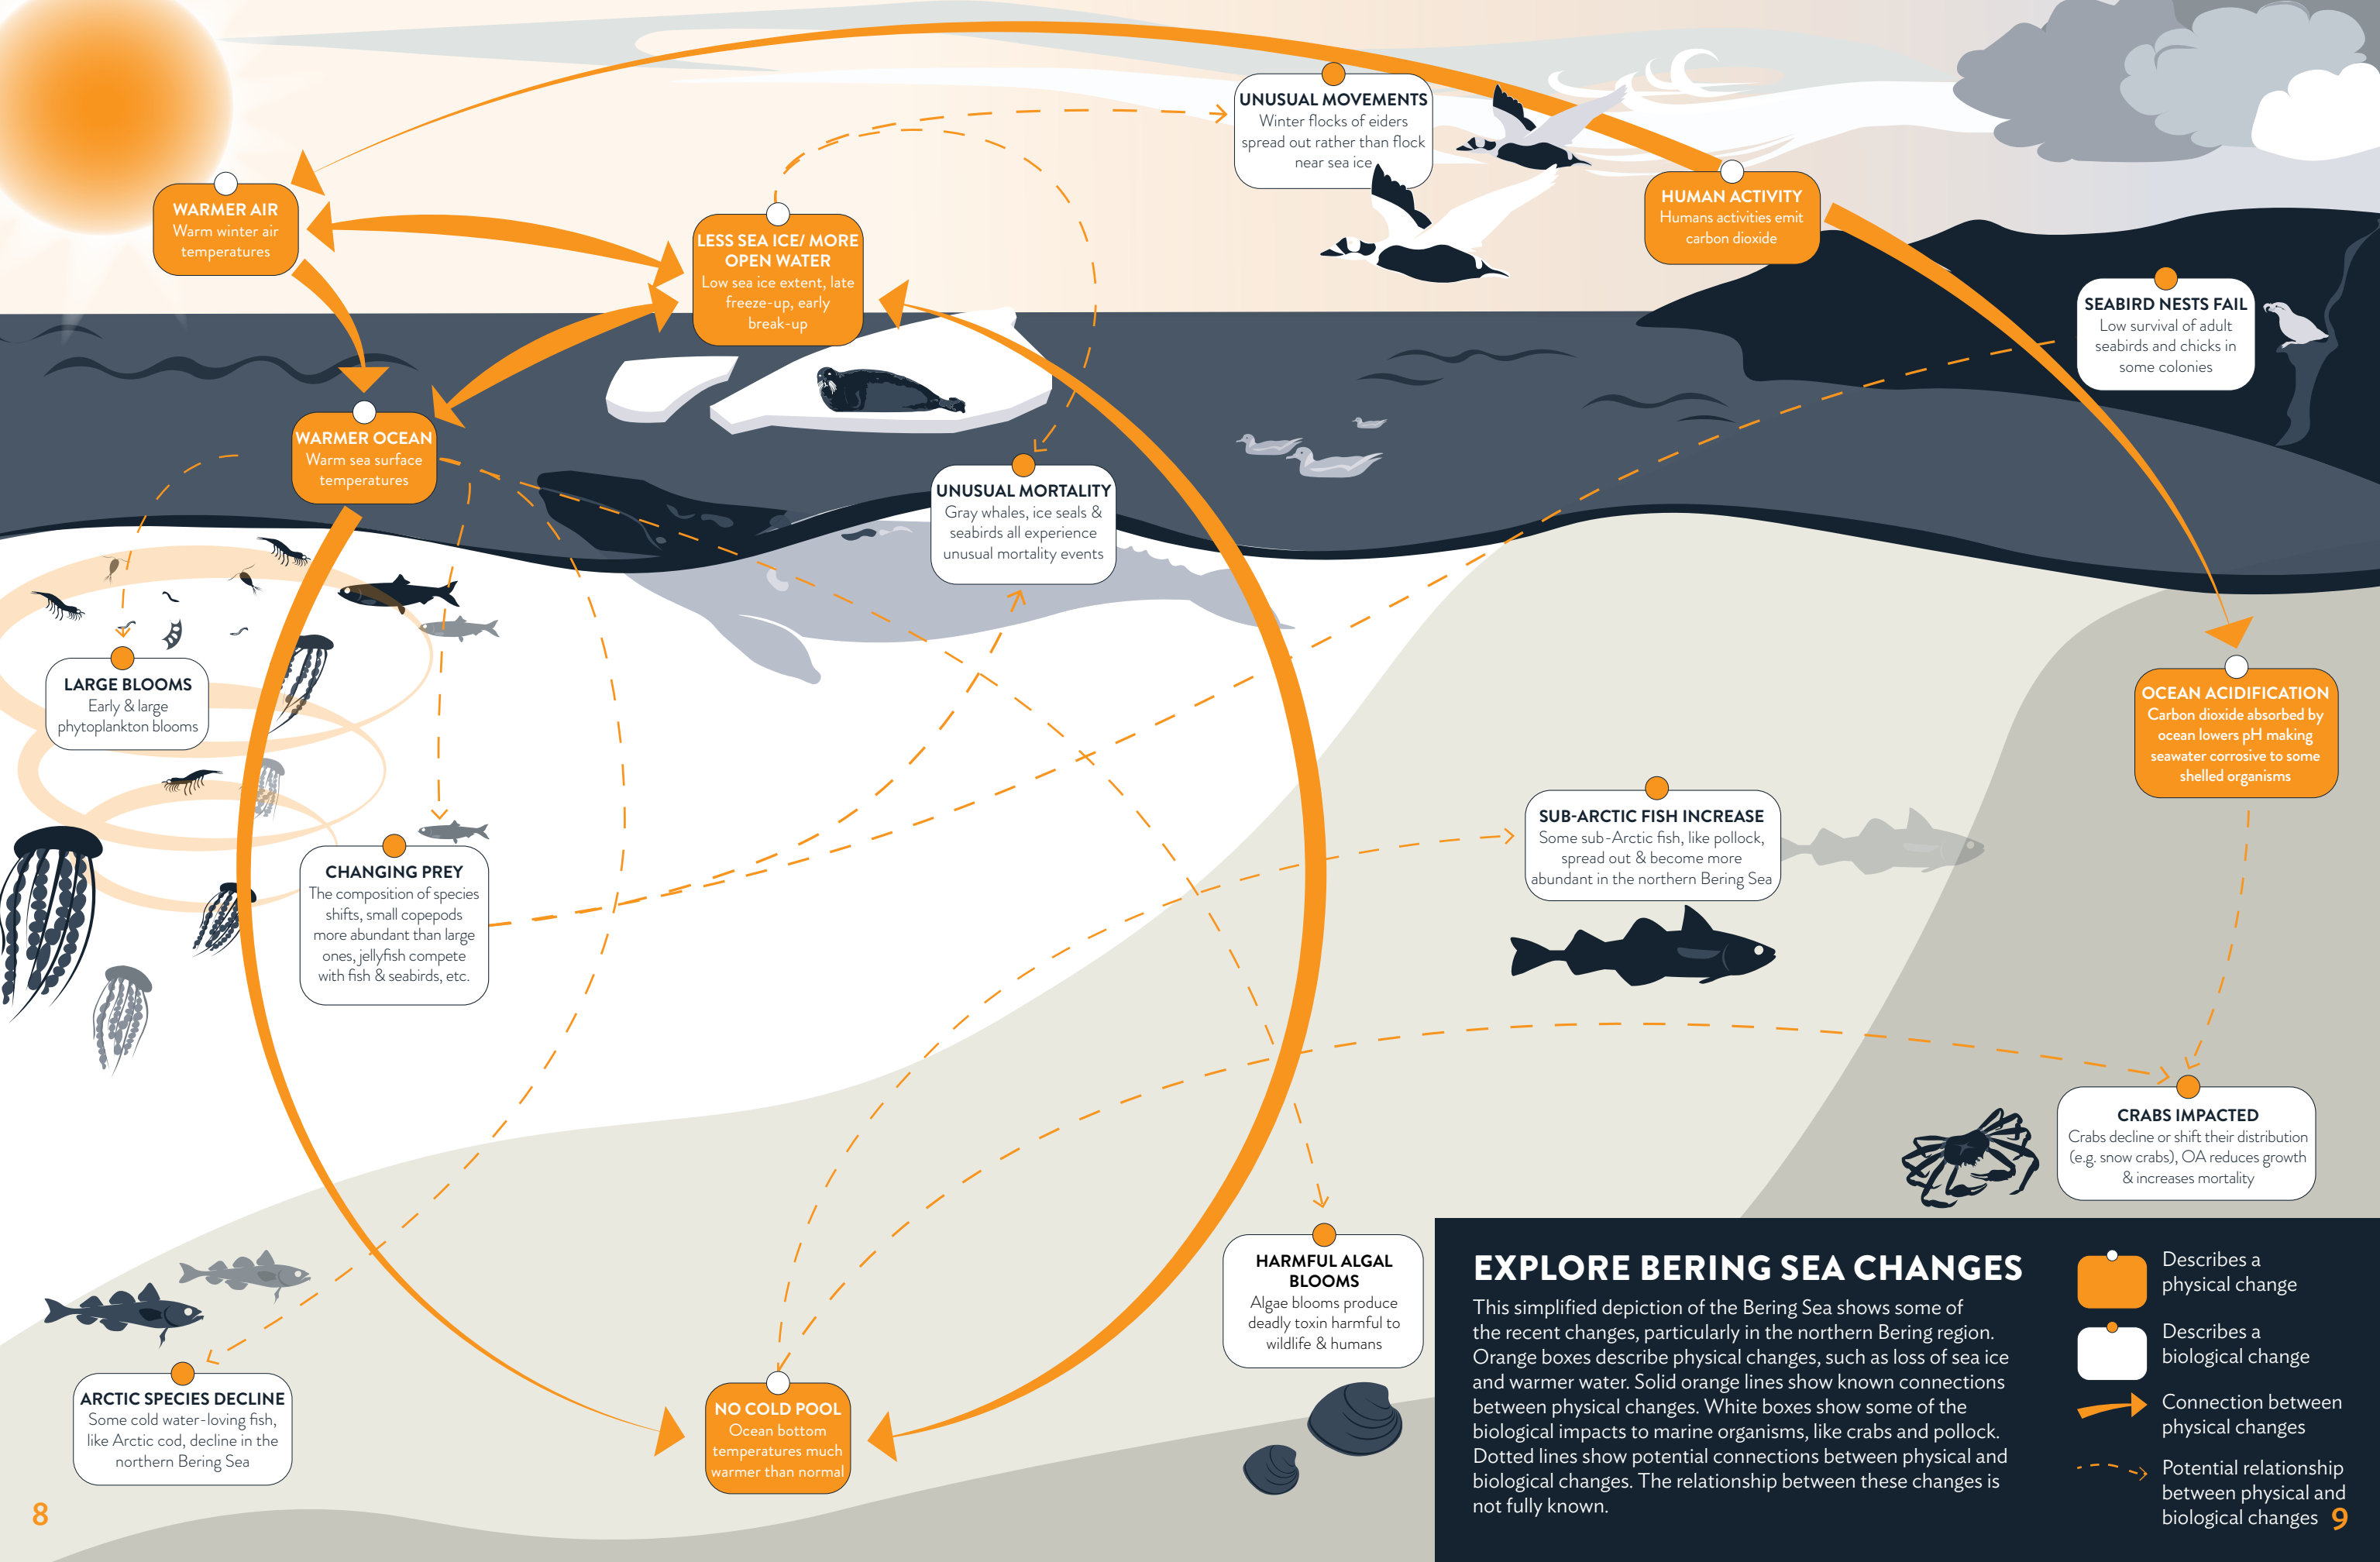 UNUSUAL MOVEMENTS
Winter flocks of eiders
spread out rather than flock
near sea ice
WARMER AIR
Warm winter air
temperatures
LESS SEA ICE/ MORE
OPEN WATER
Low sea ice extent, late
freeze-up, early
break-up
HUMAN ACTIVITY
Humans activities emit
carbon dioxide
SEABIRD NESTS FAIL
Low survival of adult
seabirds and chicks in
some colonies
WARMER OCEAN
Warm sea surface
temperatures
UNUSUAL MORTALITY
Gray whales, ice seals &
seabirds all experience
unusual mortality events
LARGE BLOOMS
Early & large
phytoplankton blooms
OCEAN ACIDIFICATION
Carbon dioxide absorbed by
ocean lowers pH making
seawater corrosive to some
shelled organisms
CHANGING PREY
The composition of species
shifts, small copepods
more abundant than large
ones, jellyfish compete
with fish & seabirds, etc.
SUB-ARCTIC FISH INCREASE
Some sub-Arctic fish, like pollock,
spread out & become more
abundant in the northern Bering Sea
CRABS IMPACTED
Crabs decline or shift their distribution
(e.g. snow crabs), OA reduces growth
& increases mortality
HARMFUL ALGAL
BLOOMS
Algae blooms produce
deadly toxin harmful to
wildlife & humans
ARCTIC SPECIES DECLINE
Some cold water-loving fish,
like Arctic cod, decline in the
northern Bering Sea
NO COLD POOL
Ocean bottom
temperatures much
warmer than normal
EXPLORE BERING SEA CHANGES
This simplified depiction of the Bering Sea shows some of
the recent changes, particularly in the northern Bering region.
Orange boxes describe physical changes, such as loss of sea ice
and warmer water. Solid orange lines show known connections
between physical changes. White boxes show some of the
biological impacts to marine organisms, like crabs and pollock.
Dotted lines show potential connections between physical and
biological changes. The relationship between these changes is
not fully known.
Describes a
physical change
Describes a
biological change
Connection between
physical changes
Potential relationship
between physical and
biological changes
8
9